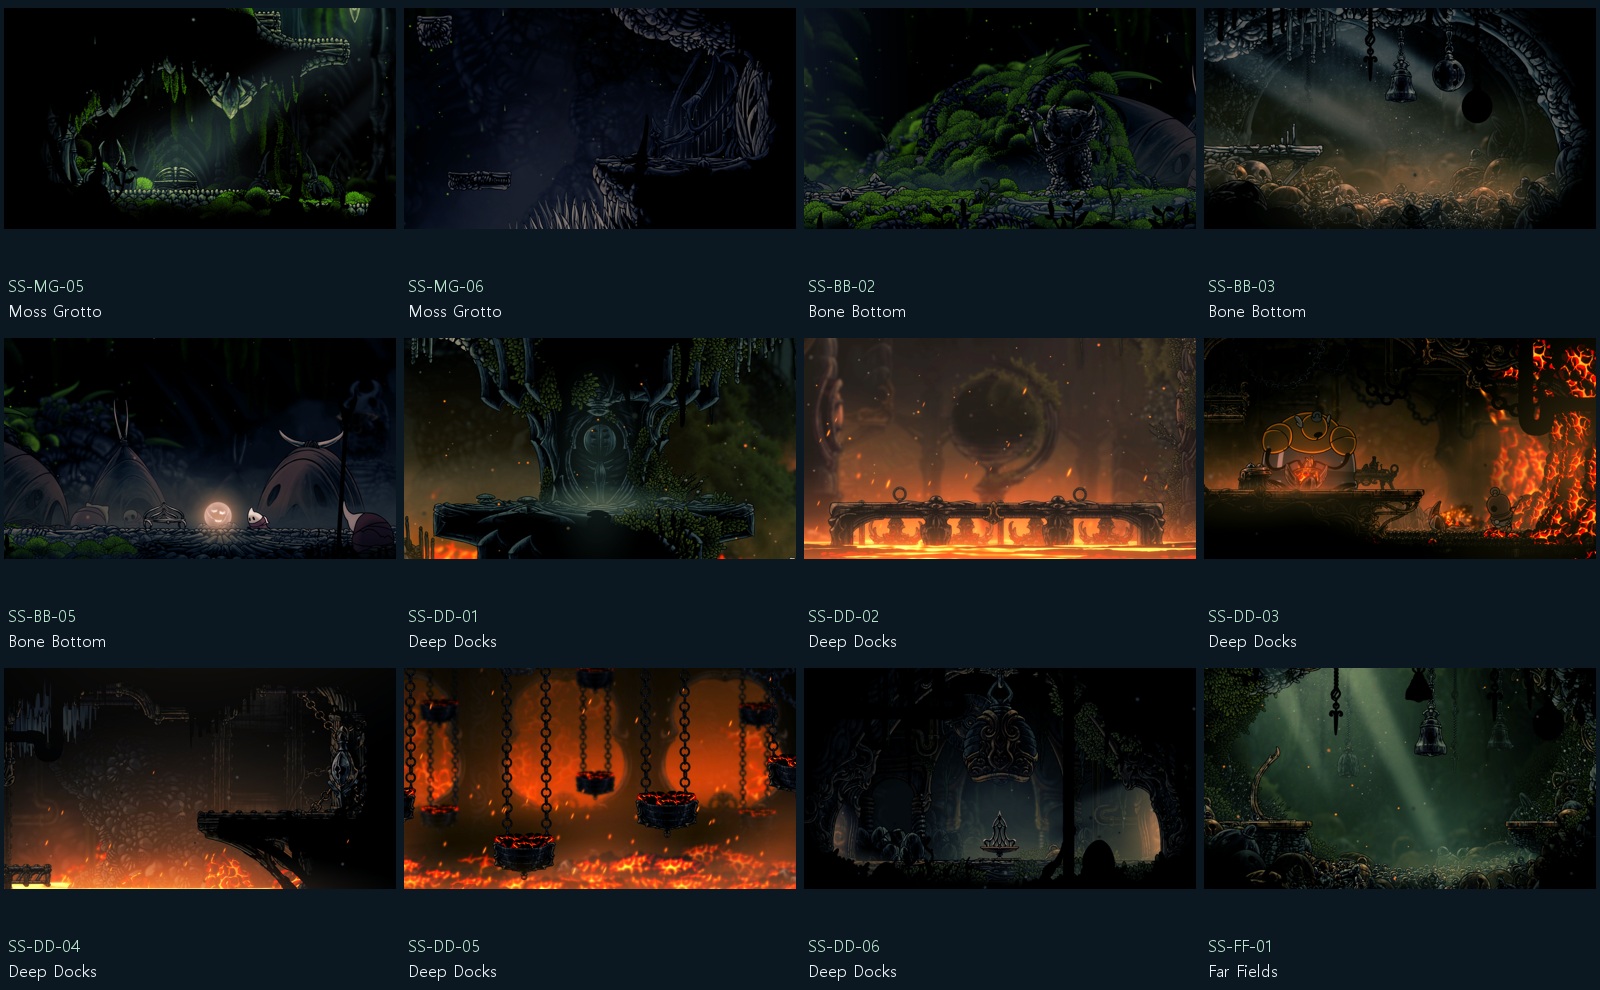 SS-MG-05
Moss Grotto
SS-MG-06
Moss Grotto
SS-BB-02
Bone Bottom
SS-BB-03
Bone Bottom
SS-BB-05
Bone Bottom
SS-DD-01
Deep Docks
SS-DD-02
Deep Docks
SS-DD-03
Deep Docks
SS-DD-04
Deep Docks
SS-DD-05
Deep Docks
SS-DD-06
Deep Docks
SS-FF-01
Far Fields